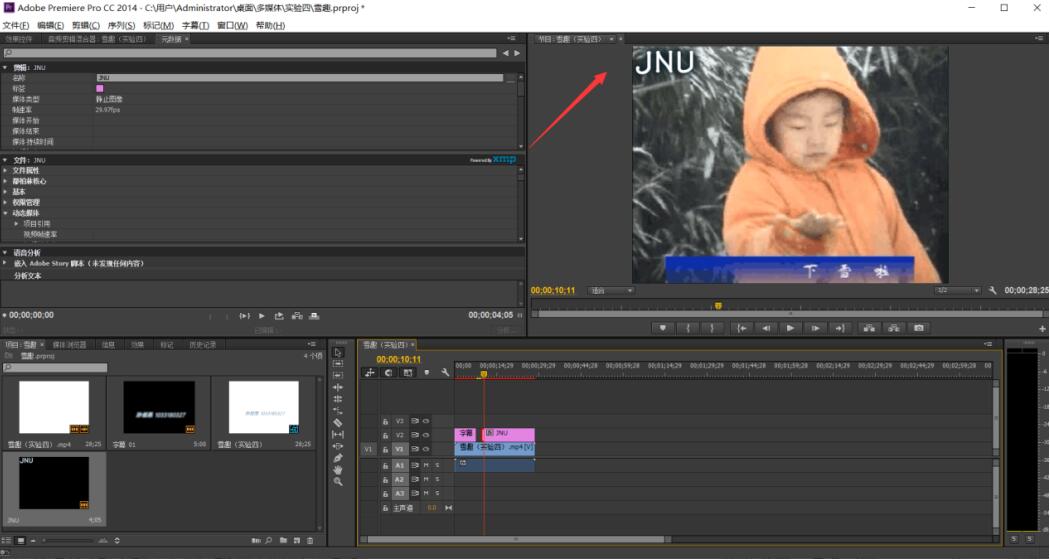 Adobe Premiere Pro CC 2014 - C:\用户\Administrator\桌面\多媒体\实验四\雪趣.prproj *
文件(F) 编辑(E) 剪辑(C) 序列(S) 标记(M) 字幕(T) 窗口(W) 帮助(H)
效果控件 音频剪辑混合器: 雪趣（实验四） 元数据
节目: 雪趣（实验四）
剪辑: JNU
名称 JNU
标签
媒体类型 静止图像
帧速率 29.97fps
媒体开始
媒体结束
媒体持续时间
文件: JNU Powered by xmp
文件属性
都柏林核心
基本
权限管理
动态媒体
项目引用
视频帧速率
语音分析
嵌入 Adobe Story 脚本（未发现任何内容）
分析文本
00;00;00;00 00;00;04;05
JNU
下 雪 啦
00;00;10;11 适合 1/2 00;00;28;25
项目: 雪趣 媒体浏览器 信息 效果 标记 历史记录
雪趣.prproj 4 个项
雪趣（实验四）.mp4 28;25
字幕 01 5:00
雪趣（实验四） 28;25
JNU
JNU 4;05
雪趣（实验四）
00;00;10;11
00;00 00;00;14;29 00;00;29;29 00;00;44;28 00;00;59;28 00;01;14;29 00;01;29;29 00;01;44;28 00;01;59;28 00;02;14;29 00;02;29;29 00;02;44;28 00;02;59;28 00
V3
V2 字幕 JNU
V1 V1 雪趣（实验四）.mp4 [V]
A1 M S
A2 M S
A3 M S
主声道 0.0
S S